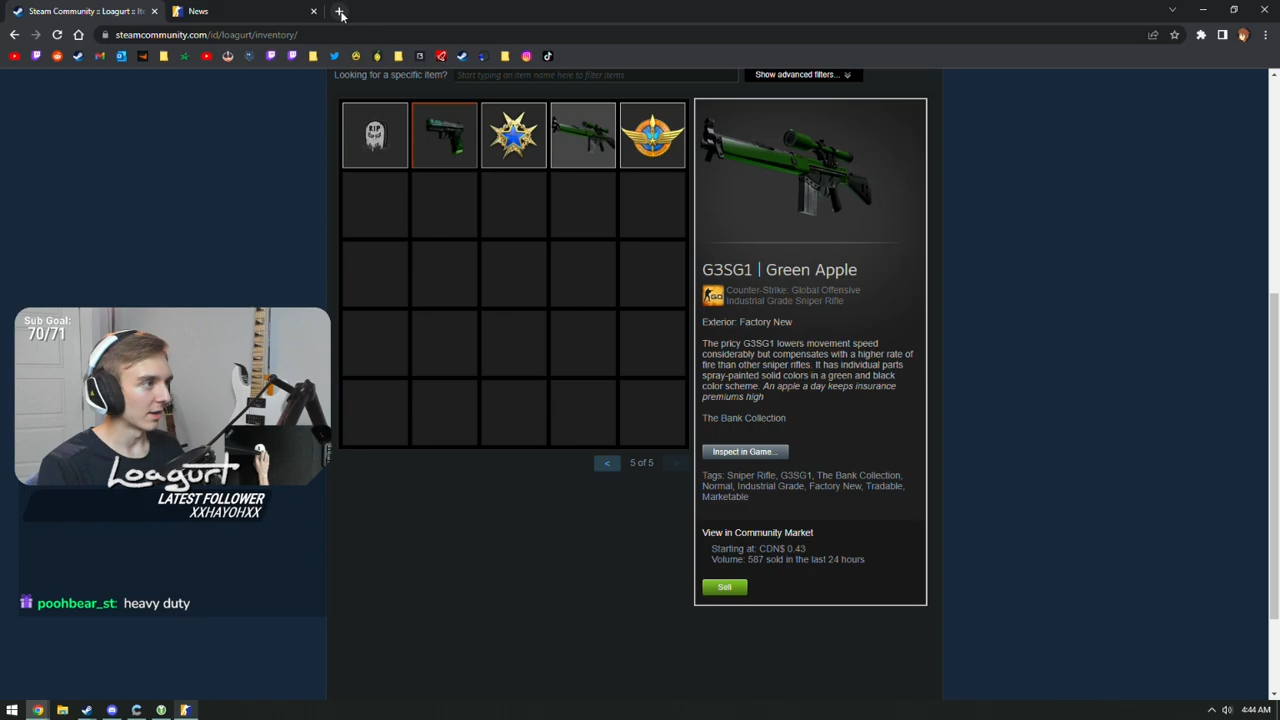 Steam Community :: Loagurt :: Ite
News
steamcommunity.com/id/loagurt/inventory/
Looking for a specific item?
Start typing an item name here to filter items
Show advanced filters...
RIP
G3SG1 | Green Apple
GO
Counter-Strike: Global Offensive
Industrial Grade Sniper Rifle
Exterior: Factory New
The pricy G3SG1 lowers movement speed
considerably but compensates with a higher rate of
fire than other sniper rifles. It has individual parts
spray-painted solid colors in a green and black
color scheme. An apple a day keeps insurance
premiums high
The Bank Collection
< 5 of 5 >
Inspect in Game...
Tags: Sniper Rifle, G3SG1, The Bank Collection,
Normal, Industrial Grade, Factory New, Tradable,
Marketable
View in Community Market
Starting at: CDN$ 0.43
Volume: 587 sold in the last 24 hours
Sell
Sub Goal:
70/71
Loagurt
LATEST FOLLOWER
XXHAYOHXX
poohbear_st: heavy duty
4:44 AM